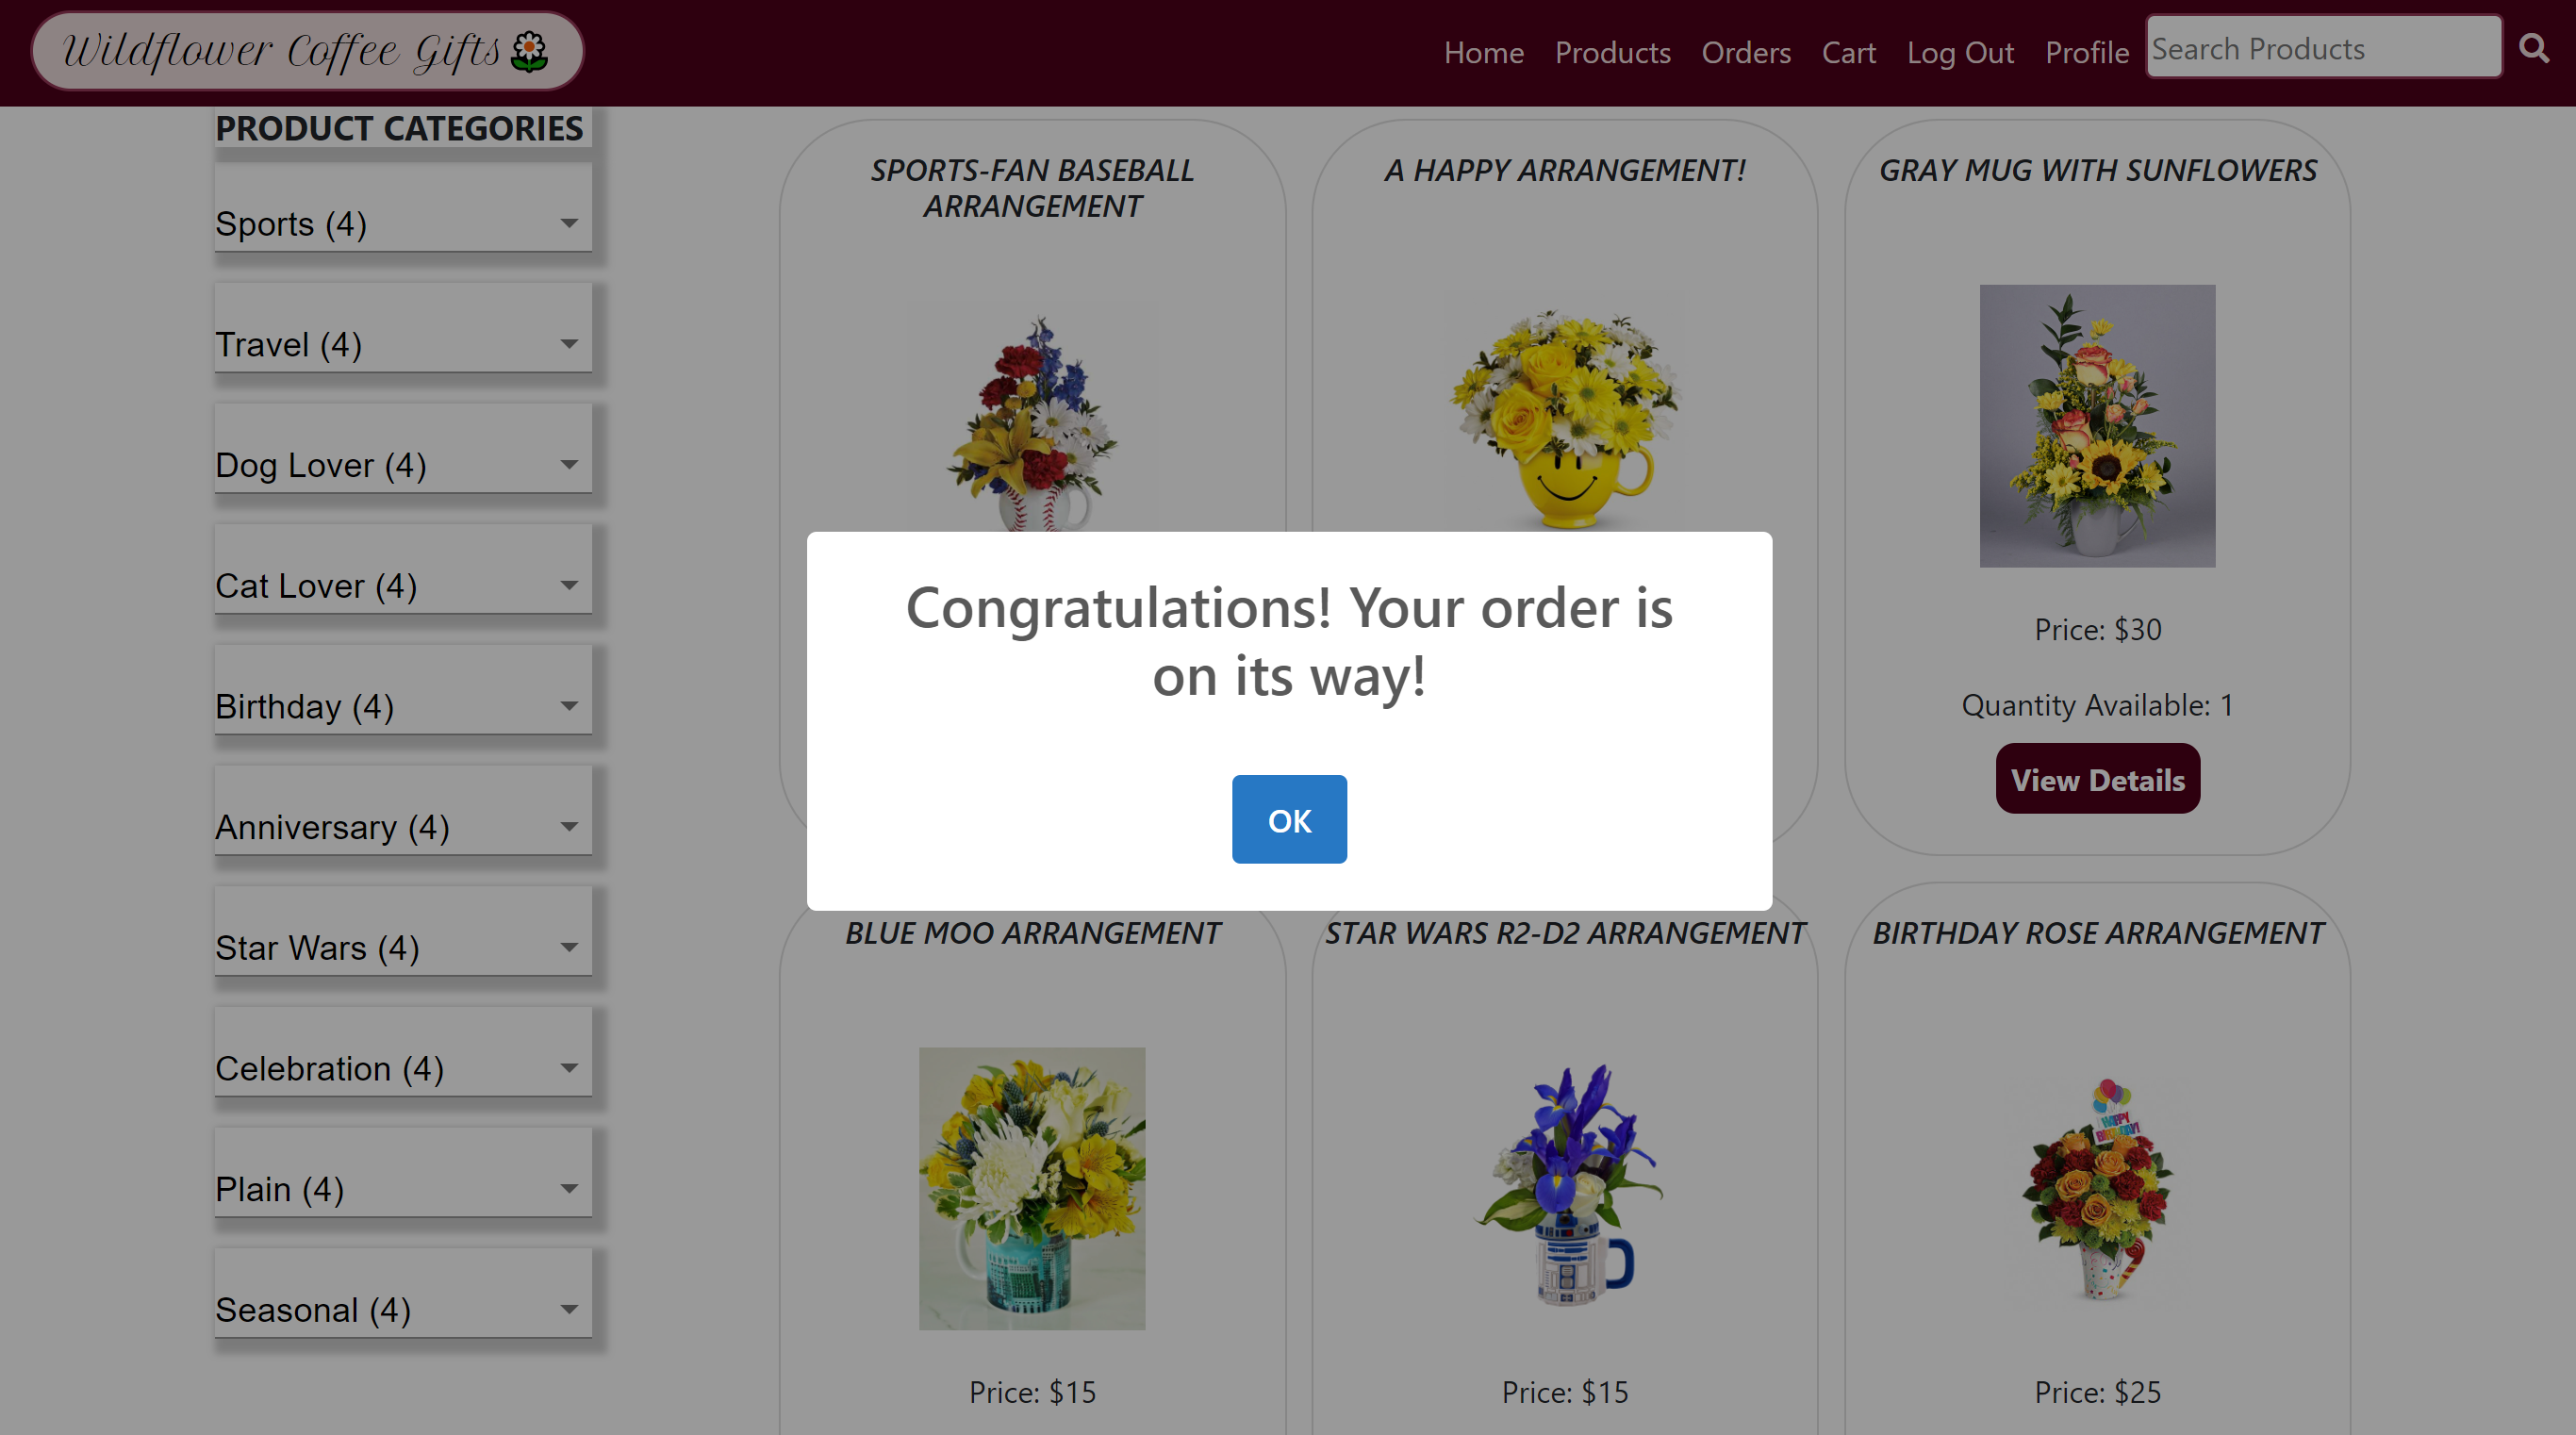 Wildflower Coffee Gifts
Home Products Orders Cart Log Out Profile Search Products
PRODUCT CATEGORIES
Sports (4)
Travel (4)
Dog Lover (4)
Cat Lover (4)
Birthday (4)
Anniversary (4)
Star Wars (4)
Celebration (4)
Plain (4)
Seasonal (4)
SPORTS-FAN BASEBALL
ARRANGEMENT
A HAPPY ARRANGEMENT!
GRAY MUG WITH SUNFLOWERS
Price: $30
Quantity Available: 1
View Details
Congratulations! Your order is
on its way!
OK
BLUE MOO ARRANGEMENT
Price: $15
STAR WARS R2-D2 ARRANGEMENT
Price: $15
BIRTHDAY ROSE ARRANGEMENT
HAPPY
BIRTHDAY!
Price: $25